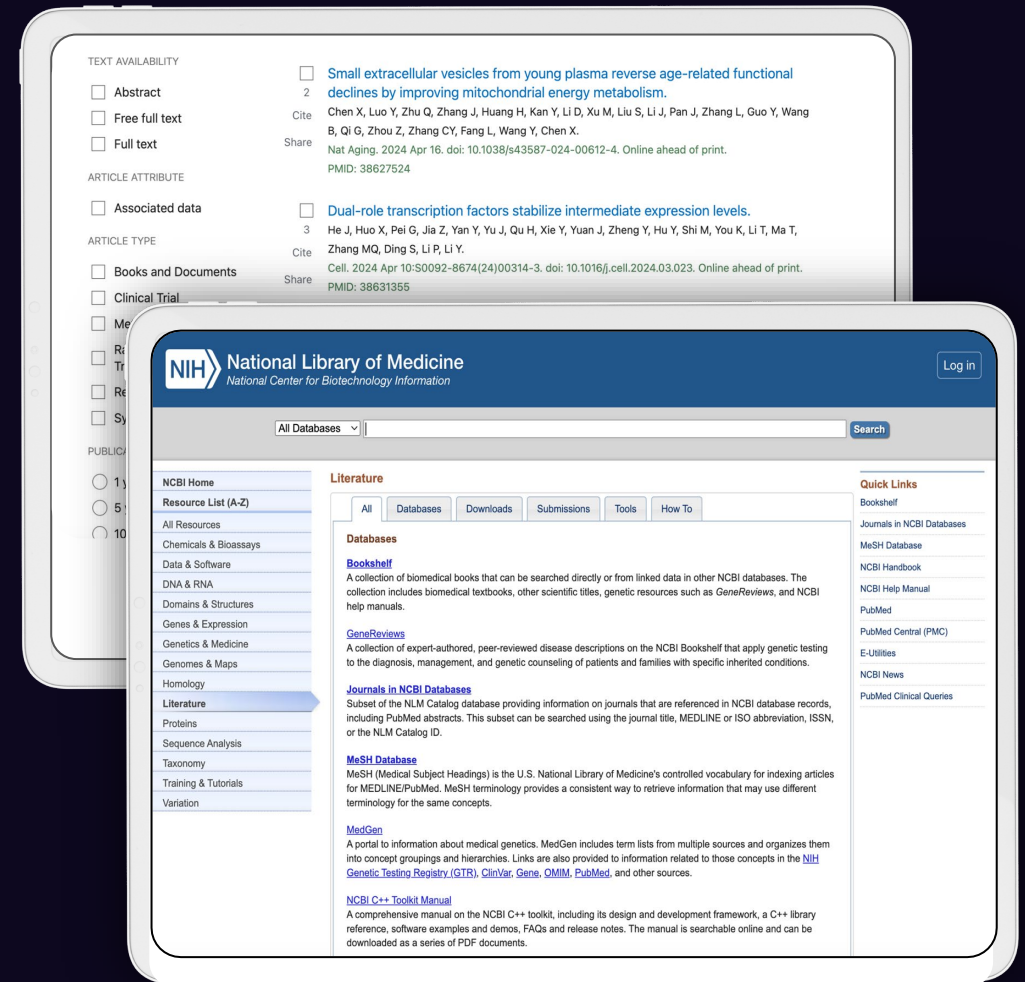 TEXT AVAILABILITY
Abstract
Free full text
Full text
ARTICLE ATTRIBUTE
Associated data
ARTICLE TYPE
Books and Documents
Clinical Trial
PUBLICA
1
5
10
2
Cite
Share
Small extracellular vesicles from young plasma reverse age-related functional
declines by improving mitochondrial energy metabolism.
Chen X, Luo Y, Zhu Q, Zhang J, Huang H, Kan Y, Li D, Xu M, Liu S, Li J, Pan J, Zhang L, Guo Y, Wang
B, Qi G, Zhou Z, Zhang CY, Fang L, Wang Y, Chen X.
Nat Aging. 2024 Apr 16. doi: 10.1038/s43587-024-00612-4. Online ahead of print.
PMID: 38627524
3
Cite
Share
Dual-role transcription factors stabilize intermediate expression levels.
He J, Huo X, Pei G, Jia Z, Yan Y, Yu J, Qu H, Xie Y, Yuan J, Zheng Y, Hu Y, Shi M, You K, Li T, Ma T,
Zhang MQ, Ding S, Li P, Li Y.
Cell. 2024 Apr 10:S0092-8674(24)00314-3. doi: 10.1016/j.cell.2024.03.023. Online ahead of print.
PMID: 38631355
NIH
National Library of Medicine
National Center for Biotechnology Information
Log in
All Databases
Search
NCBI Home
Resource List (A-Z)
All Resources
Chemicals & Bioassays
Data & Software
DNA & RNA
Domains & Structures
Genes & Expression
Genetics & Medicine
Genomes & Maps
Homology
Literature
Proteins
Sequence Analysis
Taxonomy
Training & Tutorials
Variation
Literature
All
Databases
Downloads
Submissions
Tools
How To
Databases
Bookshelf
A collection of biomedical books that can be searched directly or from linked data in other NCBI databases. The
collection includes biomedical textbooks, other scientific titles, genetic resources such as GeneReviews, and NCBI
help manuals.
GeneReviews
A collection of expert-authored, peer-reviewed disease descriptions on the NCBI Bookshelf that apply genetic testing
to the diagnosis, management, and genetic counseling of patients and families with specific inherited conditions.
Journals in NCBI Databases
Subset of the NLM Catalog database providing information on journals that are referenced in NCBI database records,
including PubMed abstracts. This subset can be searched using the journal title, MEDLINE or ISO abbreviation, ISSN,
or the NLM Catalog ID.
MeSH Database
MeSH (Medical Subject Headings) is the U.S. National Library of Medicine's controlled vocabulary for indexing articles
for MEDLINE/PubMed. MeSH terminology provides a consistent way to retrieve information that may use different
terminology for the same concepts.
MedGen
A portal to information about medical genetics. MedGen includes term lists from multiple sources and organizes them
into concept groupings and hierarchies. Links are also provided to information related to those concepts in the NIH
Genetic Testing Registry (GTR), ClinVar, Gene, OMIM, PubMed, and other sources.
NCBI C++ Toolkit Manual
A comprehensive manual on the NCBI C++ toolkit, including its design and development framework, a C++ library
reference, software examples and demos, FAQs and release notes. The manual is searchable online and can be
downloaded as a series of PDF documents.
Quick Links
Bookshelf
Journals in NCBI Databases
MeSH Database
NCBI Handbook
NCBI Help Manual
PubMed
PubMed Central (PMC)
E-Utilities
NCBI News
PubMed Clinical Queries